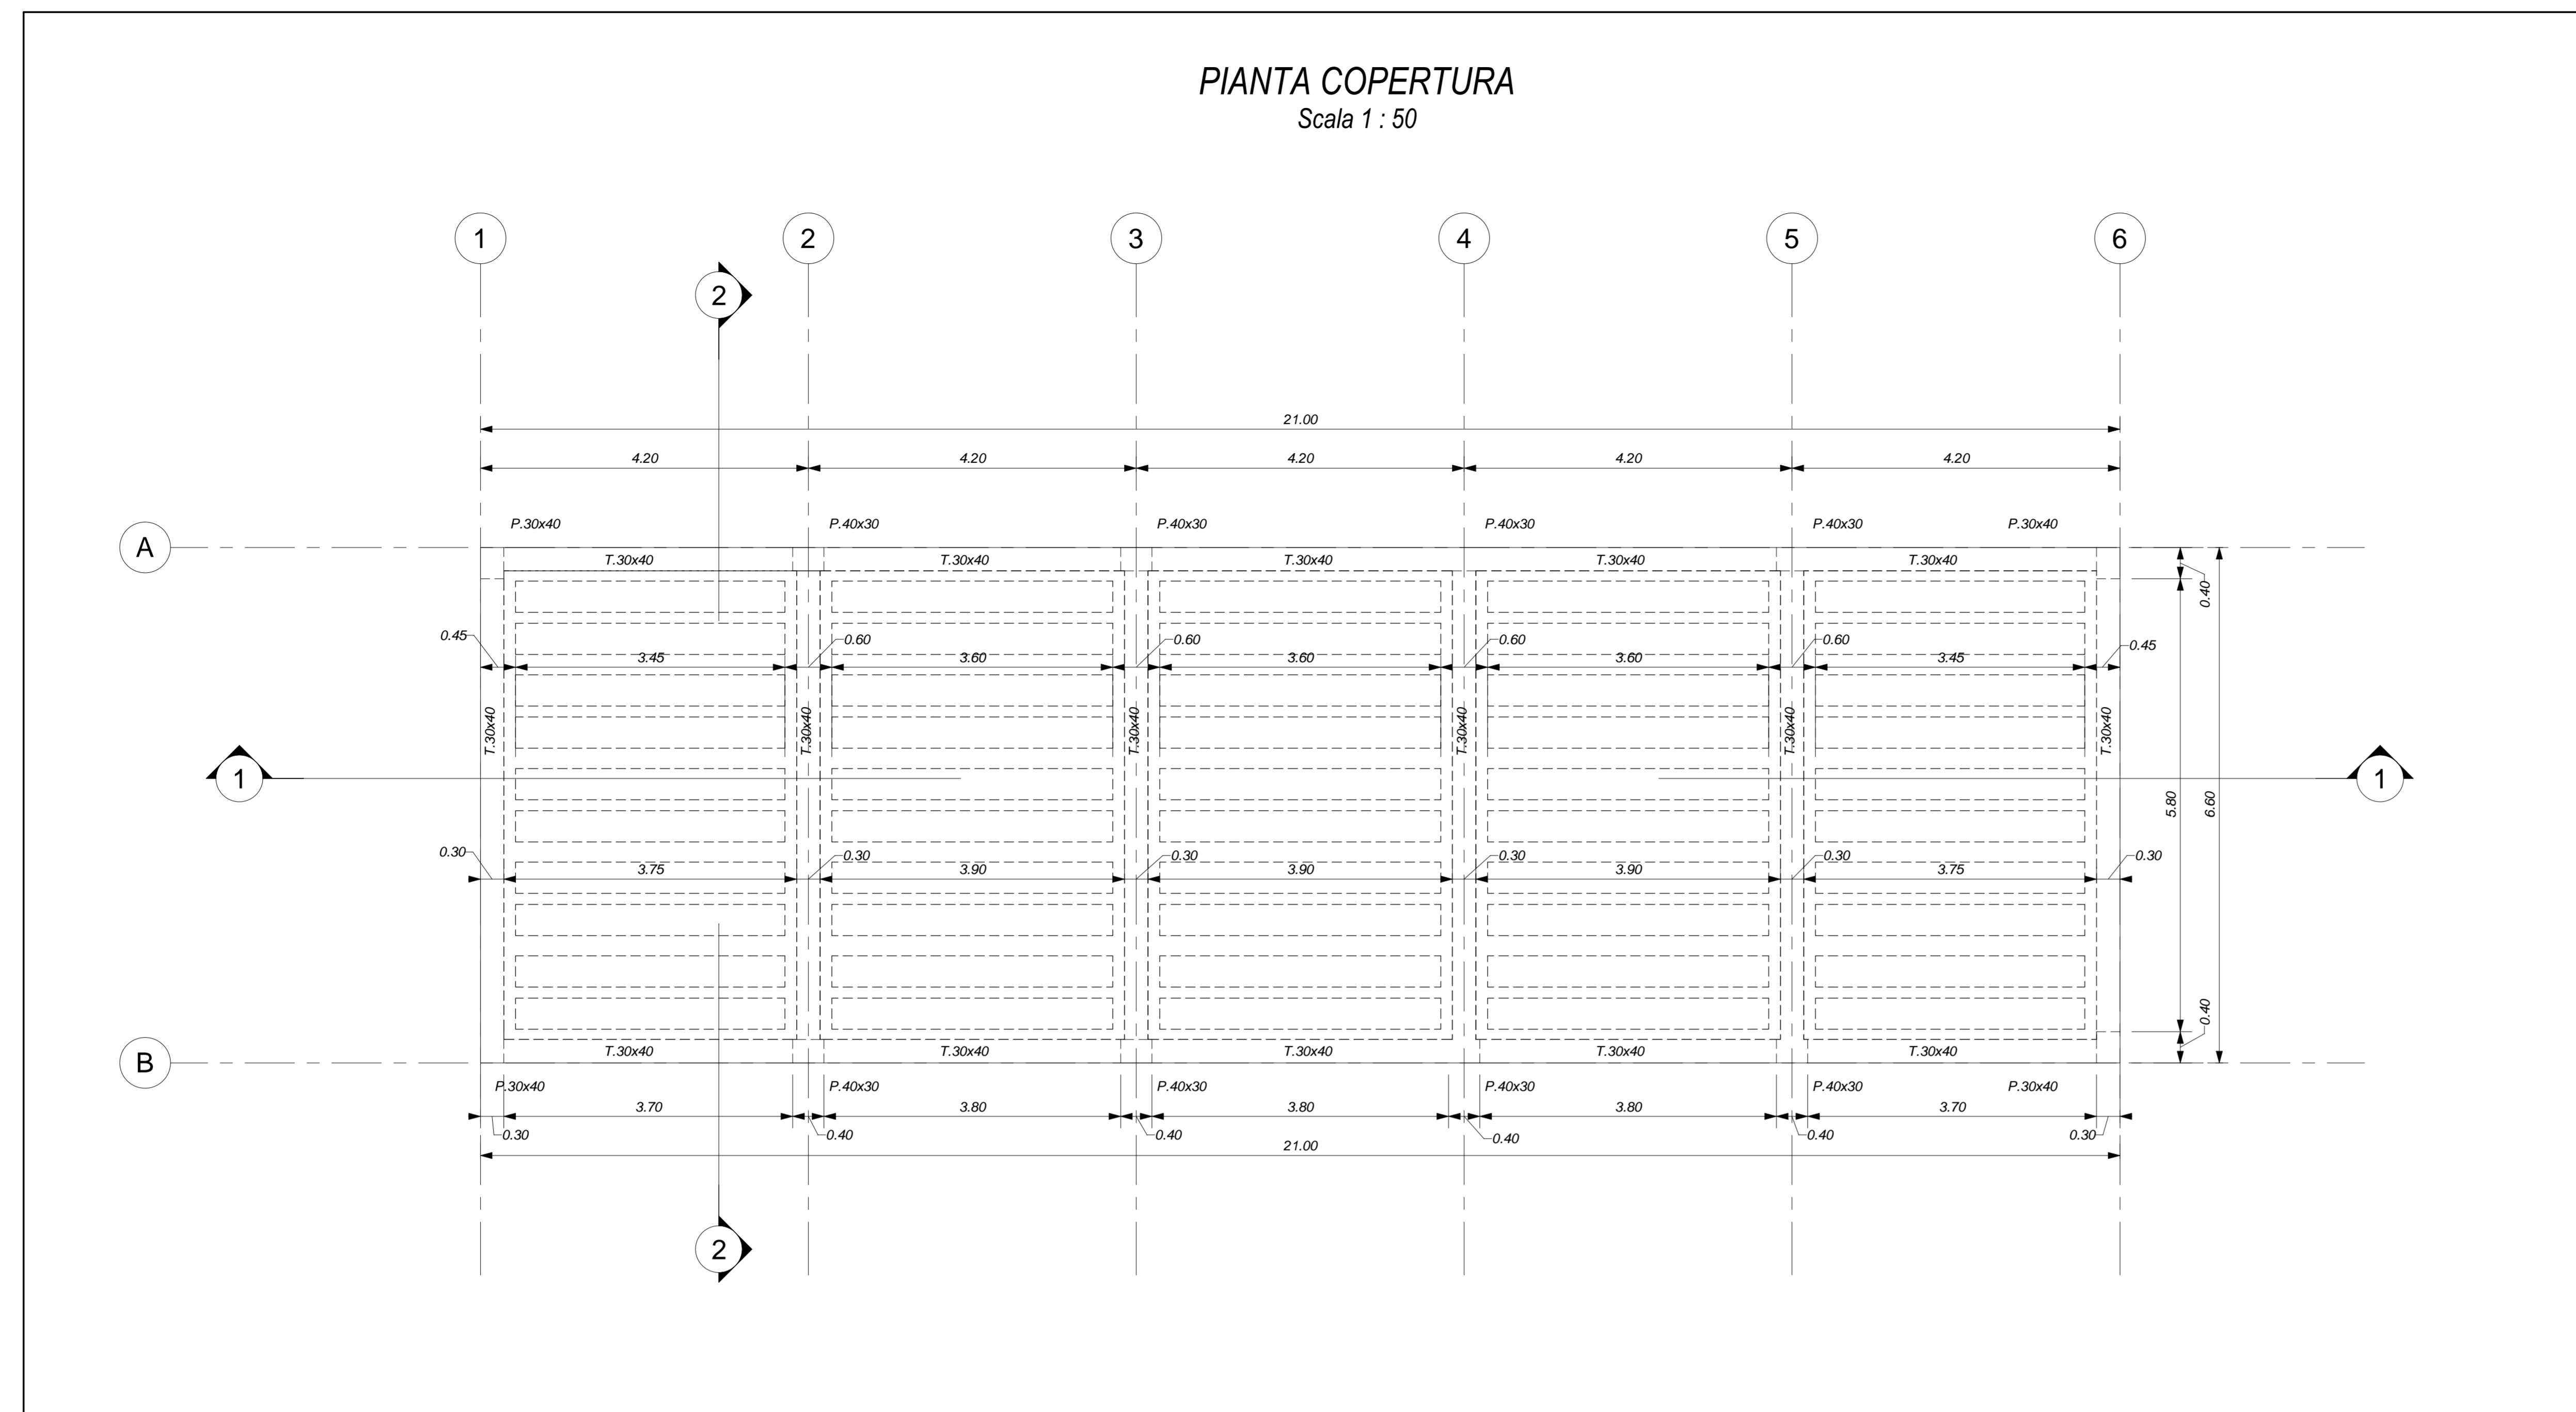 PIANTA COPERTURA
Scala 1 : 50
1 2 3 4 5 6
2
21.00
4.20 4.20 4.20 4.20 4.20
P.30x40 P.40x30 P.40x30 P.40x30 P.40x30 P.30x40
A
T.30x40 T.30x40 T.30x40 T.30x40 T.30x40
0.40
0.45 0.60 0.60 0.60 0.60 0.45
3.45 3.60 3.60 3.60 3.45
T.30x40 T.30x40 T.30x40 T.30x40 T.30x40 T.30x40
1 1
5.80 6.60
0.30 0.30 0.30 0.30 0.30 0.30
3.75 3.90 3.90 3.90 3.75
0.40
T.30x40 T.30x40 T.30x40 T.30x40 T.30x40
B
P.30x40 P.40x30 P.40x30 P.40x30 P.40x30 P.30x40
3.70 3.80 3.80 3.80 3.70
0.30 0.40 0.40 0.40 0.40 0.30
21.00
2